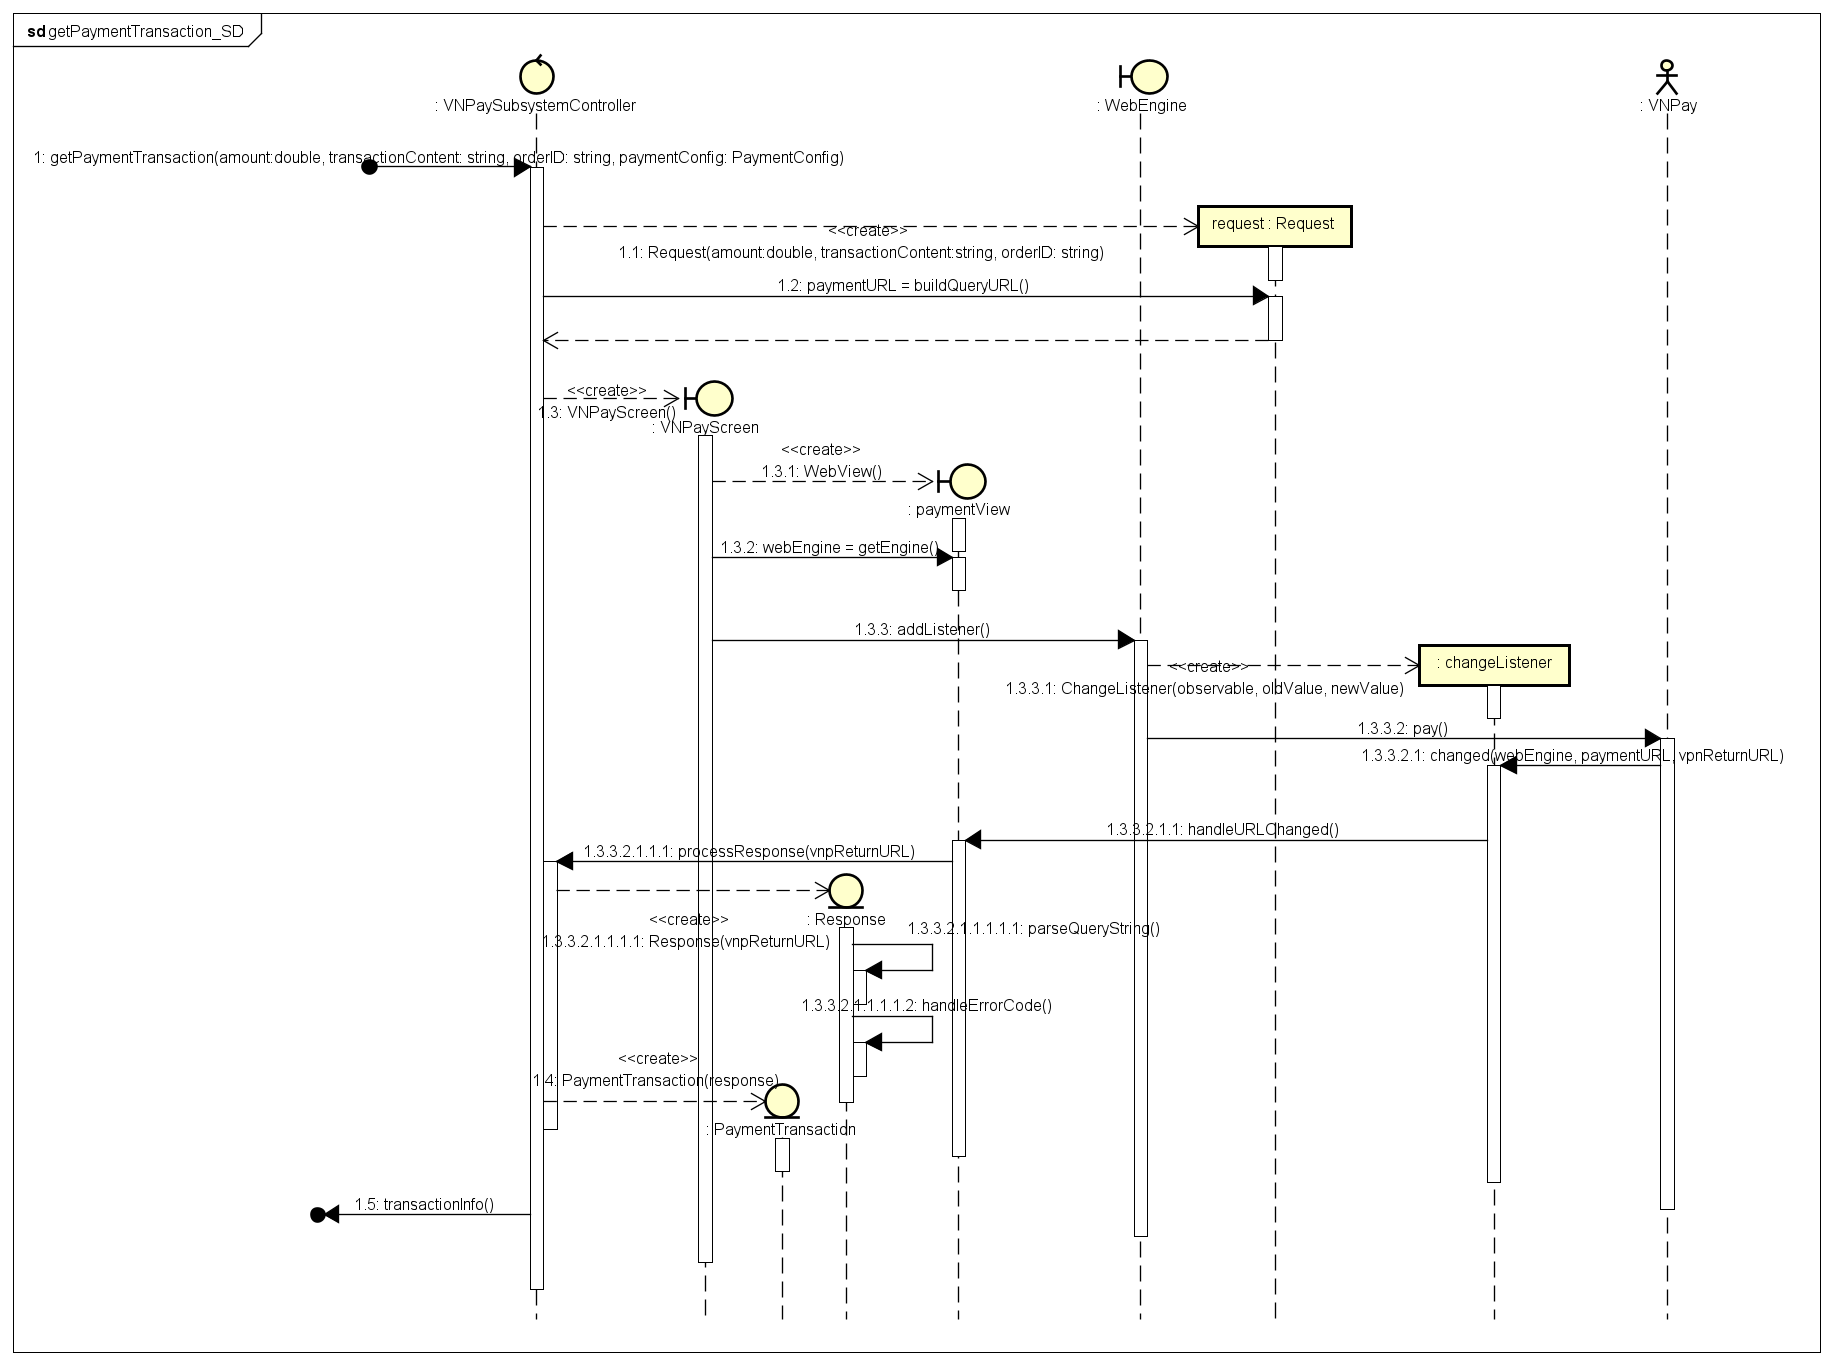 sd getPaymentTransaction_SD
: VNPaySubsystemController
: WebEngine
: VNPay
1: getPaymentTransaction(amount:double, transactionContent: string, orderID: string, paymentConfig: PaymentConfig)
request : Request
<<create>>
1.1: Request(amount:double, transactionContent:string, orderID: string)
1.2: paymentURL = buildQueryURL()
<<create>>
1.3: VNPayScreen()
: VNPayScreen
<<create>>
1.3.1: WebView()
: paymentView
1.3.2: webEngine = getEngine()
1.3.3: addListener()
<<create>>
: changeListener
1.3.3.1: ChangeListener(observable, oldValue, newValue)
1.3.3.2: pay()
1.3.3.2.1: changed(webEngine, paymentURL, vpnReturnURL)
1.3.3.2.1.1: handleURLChanged()
1.3.3.2.1.1.1: processResponse(vnpReturnURL)
<<create>>
: Response
1.3.3.2.1.1.1.1: Response(vnpReturnURL)
1.3.3.2.1.1.1.1.1: parseQueryString()
1.3.3.2.1.1.1.1.2: handleErrorCode()
<<create>>
1.4: PaymentTransaction(response)
: PaymentTransaction
1.5: transactionInfo()